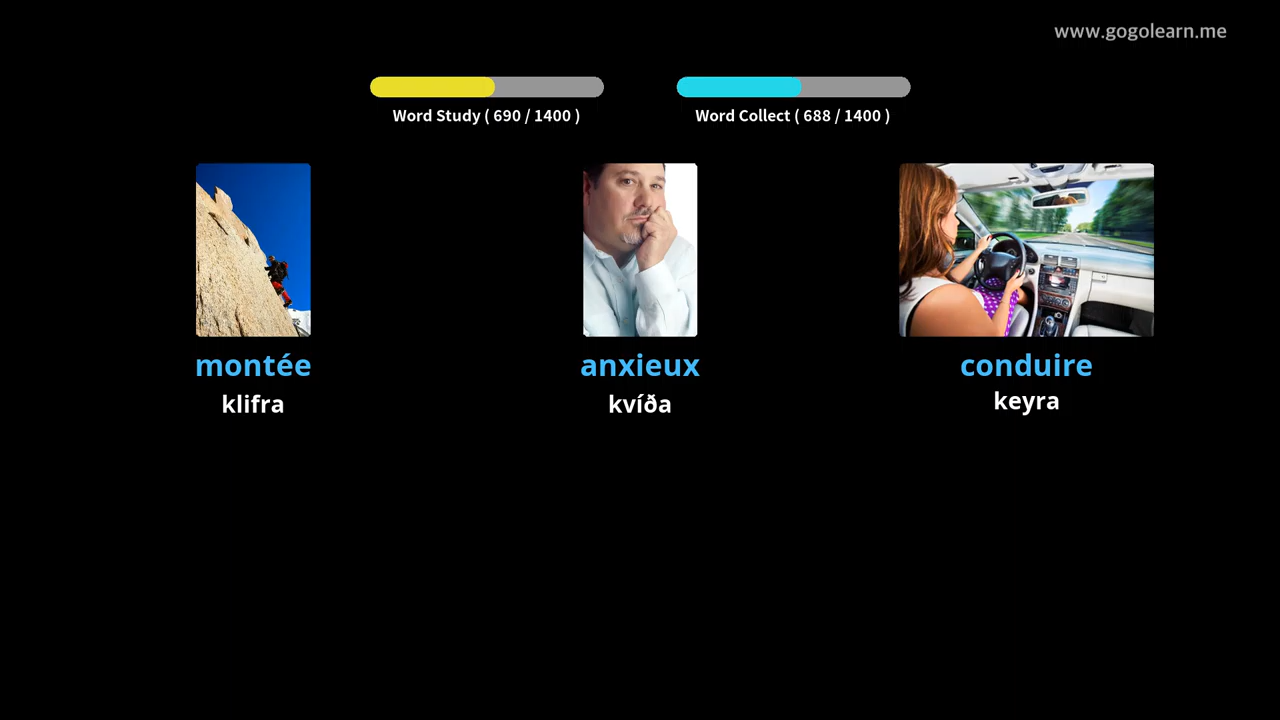 www.gogolearn.me
Word Study ( 690 / 1400 )
Word Collect ( 688 / 1400 )
montée
klifra
anxieux
kvíða
conduire
keyra